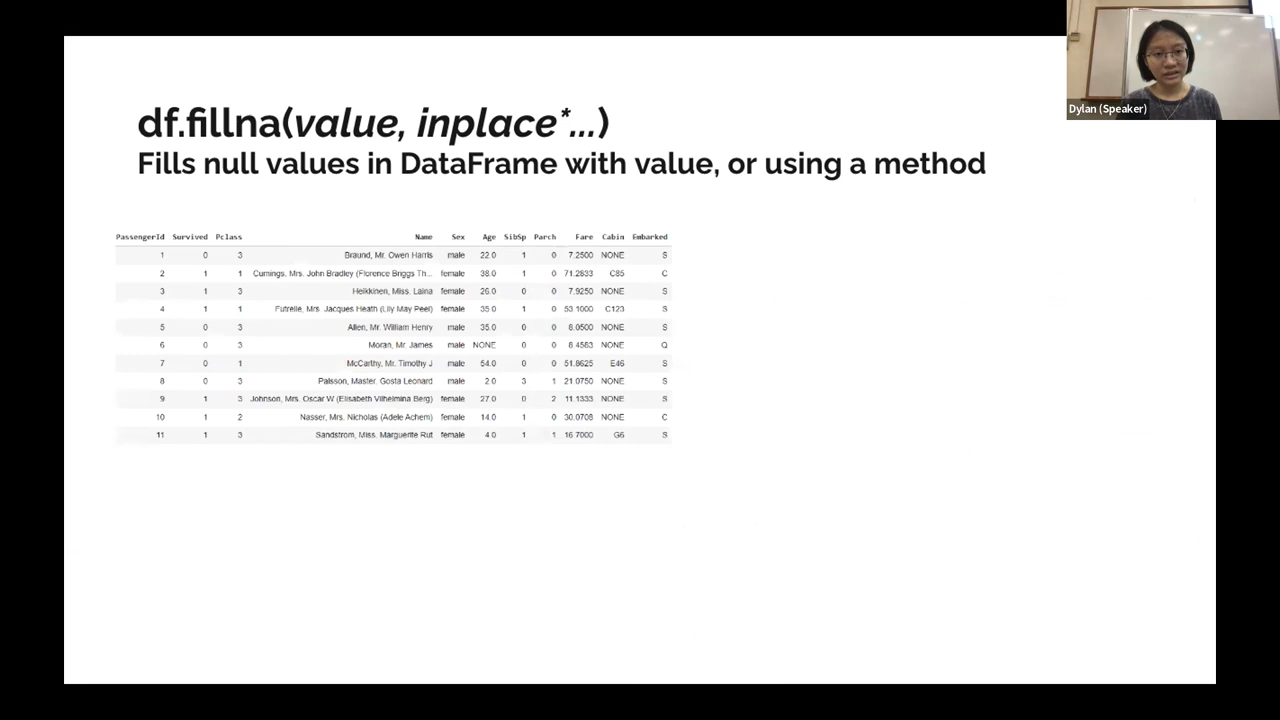 Dylan (Speaker)
df.fillna(value, inplace*...)
Fills null values in DataFrame with value, or using a method
PassengerId Survived Pclass Name Sex Age SibSp Parch Fare Cabin Embarked
1 0 3 Braund, Mr. Owen Harris male 22.0 1 0 7.2500 NONE S
2 1 1 Cumings, Mrs. John Bradley (Florence Briggs Th... female 38.0 1 0 71.2833 C85 C
3 1 3 Heikkinen, Miss. Laina female 26.0 0 0 7.9250 NONE S
4 1 1 Futrelle, Mrs. Jacques Heath (Lily May Peel) female 35.0 1 0 53.1000 C123 S
5 0 3 Allen, Mr. William Henry male 35.0 0 0 8.0500 NONE S
6 0 3 Moran, Mr. James male NONE 0 0 8.4583 NONE Q
7 0 1 McCarthy, Mr. Timothy J male 54.0 0 0 51.8625 E46 S
8 0 3 Palsson, Master. Gosta Leonard male 2.0 3 1 21.0750 NONE S
9 1 3 Johnson, Mrs. Oscar W (Elisabeth Vilhelmina Berg) female 27.0 0 2 11.1333 NONE S
10 1 2 Nasser, Mrs. Nicholas (Adele Achem) female 14.0 1 0 30.0708 NONE C
11 1 3 Sandstrom, Miss. Marguerite Rut female 4.0 1 1 16.7000 G6 S